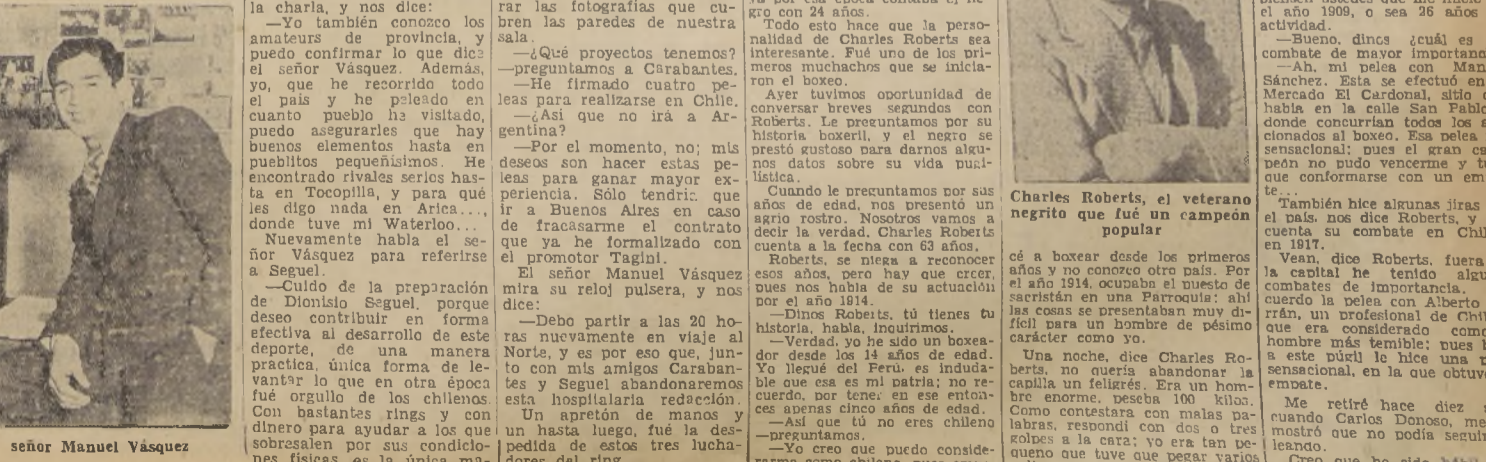 señor Manuel Vásquez
la charla, y nos dice:
—Yo también conozco los
amateurs de provincia, y
puedo confirmar lo que dice
el señor Vásquez. Además,
yo, que he recorrido todo
el país y he peleado en
cuanto pueblo he visitado,
puedo asegurarles que hay
buenos elementos hasta en
pueblitos pequeñísimos. He
encontrado rivales serios has-
ta en Tocopilla, y para qué
les digo nada en Arica...,
donde tuve mi Waterloo...
Nuevamente habla el se-
ñor Vásquez para referirse
a Seguel.
—Cuido de la preparación
de Dionisio Seguel, porque
deseo contribuir en forma
efectiva al desarrollo de este
deporte, de una manera
práctica, única forma de le-
vantar lo que en otra época
fué orgullo de los chilenos.
Con bastantes rings y con
dinero para ayudar a los que
sobresalen por sus condicio-
nes físicas es la única ma-
rar las fotografías que cu-
bren las paredes de nuestra
sala.
—¿Qué proyectos tenemos?
—preguntamos a Carabantes.
—He firmado cuatro pe-
leas para realizarse en Chile.
—¿Así que no irá a Ar-
gentina?
—Por el momento, no; mis
deseos son hacer estas pe-
leas para ganar mayor ex-
periencia. Sólo tendría que
ir a Buenos Aires en caso
de fracasarme el contrato
que ya he formalizado con
el promotor Tagini.
El señor Manuel Vásquez
mira su reloj pulsera, y nos
dice:
—Debo partir a las 20 ho-
ras nuevamente en viaje al
Norte, y es por eso que, jun-
to con mis amigos Caraban-
tes y Seguel abandonaremos
esta hospitalaria redacción.
Un apretón de manos y
un hasta luego, fué la des-
pedida de estos tres lucha-
dores del ring.
gro con 24 años.
Todo esto hace que la perso-
nalidad de Charles Roberts sea
interesante. Fué uno de los pri-
meros muchachos que se inicia-
ron el boxeo.
Ayer tuvimos oportunidad de
conversar breves segundos con
Roberts. Le preguntamos por su
historia boxeril, y el negro se
prestó gustoso para darnos algu-
nos datos sobre su vida pugi-
lística.
Cuando le preguntamos por sus
años de edad, nos presentó un
agrio rostro. Nosotros vamos a
decir la verdad. Charles Roberts
cuenta a la fecha con 63 años.
Roberts, se niega a reconocer
esos años, pero hay que creer,
pues nos habla de su actuación
por el año 1914.
—Dinos Roberts, tú tienes tu
historia, habla, inquirimos.
—Verdad, yo he sido un boxea-
dor desde los 14 años de edad.
Yo llegué del Perú, es induda-
ble que esa es mi patria; no re-
cuerdo, por tener en ese enton-
ces apenas cinco años de edad.
—Así que tú no eres chileno
—preguntamos.
—Yo creo que puedo conside-
Charles Roberts, el veterano
negrito que fué un campeón
popular
cé a boxear desde los primeros
años y no conozco otro país. Por
el año 1914, ocupaba el puesto de
sacristán en una Parroquia; ahí
las cosas se presentaban muy di-
fícil para un hombre de pésimo
carácter como yo.
Una noche, dice Charles Ro-
berts, no quería abandonar la
capilla un feligrés. Era un hom-
bre enorme, pesaba 100 kilos.
Como contestara con malas pa-
labras, respondí con dos o tres
golpes a la cara; yo era tan pe-
queño que tuve que pegar varios
el año 1909, o sea 26 años
actividad.
—Bueno, dinos ¿cuál es
combate de mayor importanc
—Ah, mi pelea con Man
Sánchez. Esta se efectuó en
Mercado El Cardonal, sitio
había en la calle San Pablo
donde concurrían todos los a
cionados al boxeo. Esa pelea
sensacional; pues el gran ca
peón no pudo vencerme y t
que conformarse con un em
te...
También hice algunas jiras
el país, nos dice Roberts, y
cuenta su combate en Chil
en 1917.
Vean, dice Roberts, fuera
la capital he tenido algu
combates de importancia.
cuerdo la pelea con Alberto
rrán, un profesional de Chil
que era considerado como
hombre más temible; pues
a este púgil le hice una
sensacional, en la que obtuv
empate.
Me retiré hace diez
cuando Carlos Donoso, me
mostró que no podía seguir
leando.